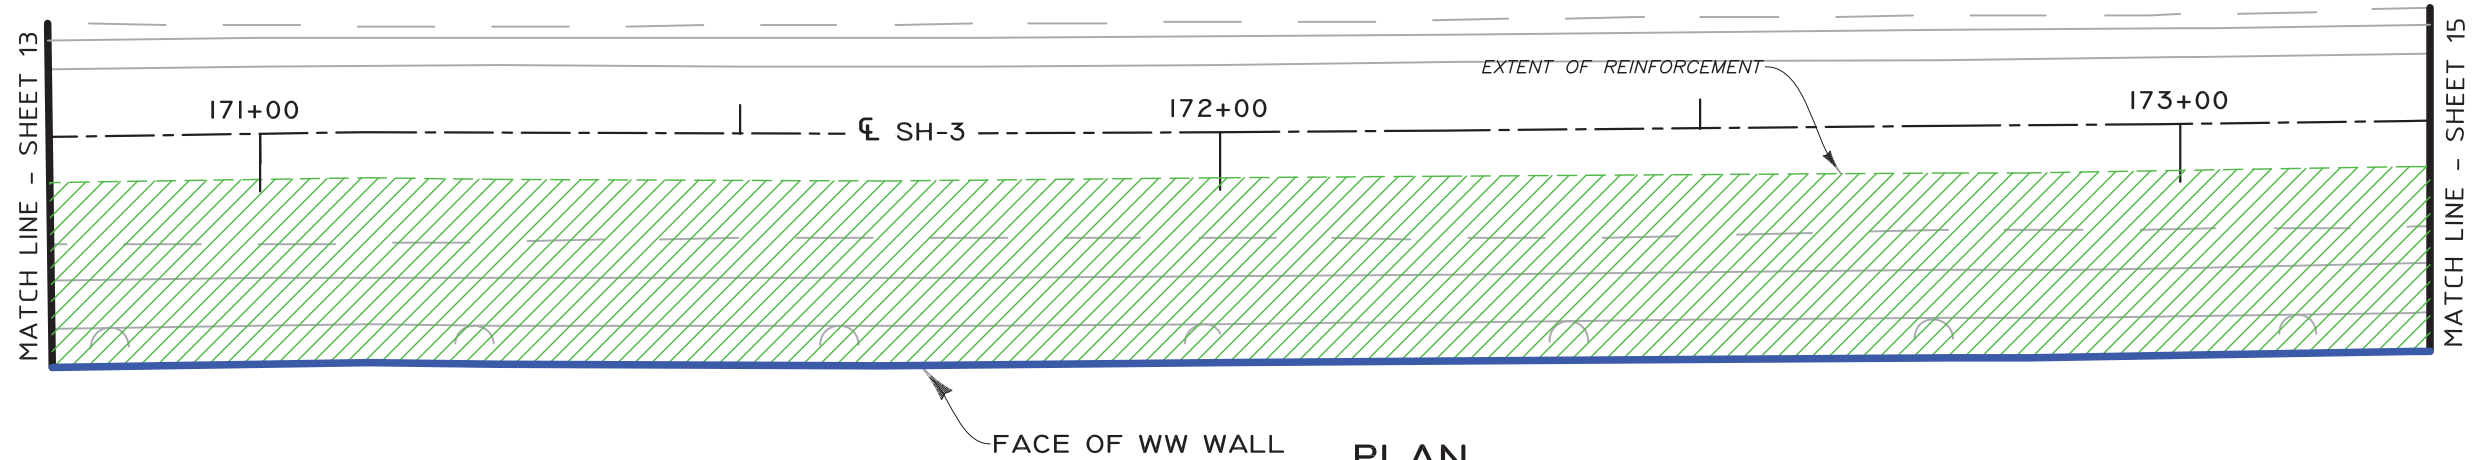 MATCH LINE - SHEET 13
EXTENT OF REINFORCEMENT
171+00
172+00
173+00
℄ SH-3
MATCH LINE - SHEET 15
FACE OF WW WALL
PLAN